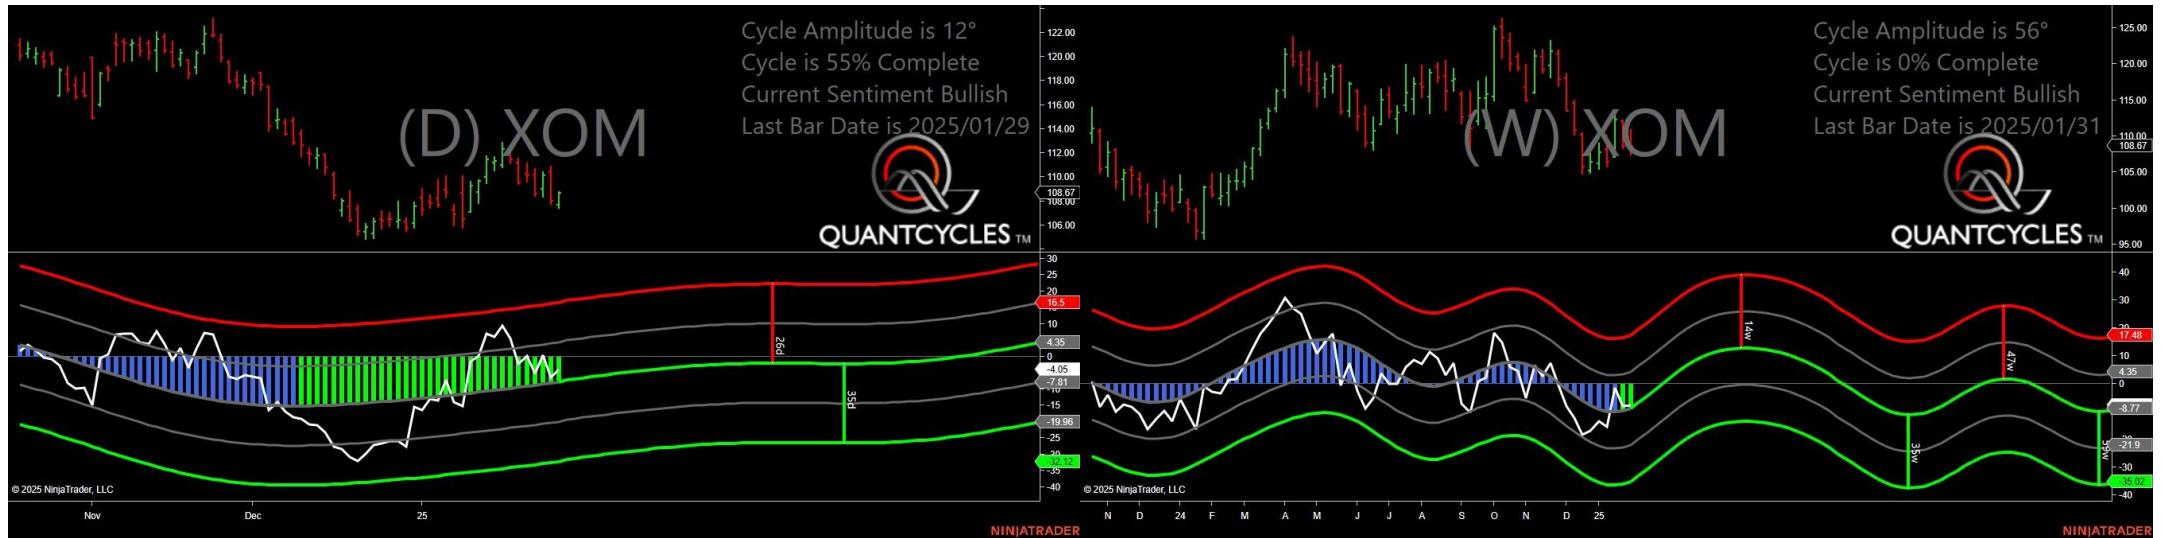 Cycle Amplitude is 12°
Cycle is 55% Complete
Current Sentiment Bullish
Last Bar Date is 2025/01/29
(D) XOM
QUANTCYCLES TM
122.00
120.00
118.00
116.00
114.00
112.00
110.00
108.67
108.00
106.00
30
25
20
16.5
10
4.35
0
-4.05
-7.81
-10
-15
-19.96
-25
-32.12
-35
-40
26d
35d
© 2025 NinjaTrader, LLC
Nov
Dec
25
NINJATRADER
Cycle Amplitude is 56°
Cycle is 0% Complete
Current Sentiment Bullish
Last Bar Date is 2025/01/31
(W) XOM
QUANTCYCLES TM
125.00
120.00
115.00
110.00
108.67
105.00
100.00
95.00
40
30
17.48
10
4.35
0
-8.77
-21.9
-30
-35.02
-40
14w
35w
47w
© 2025 NinjaTrader, LLC
N D 24 F M A M J J A S O N D 25
NINJATRADER